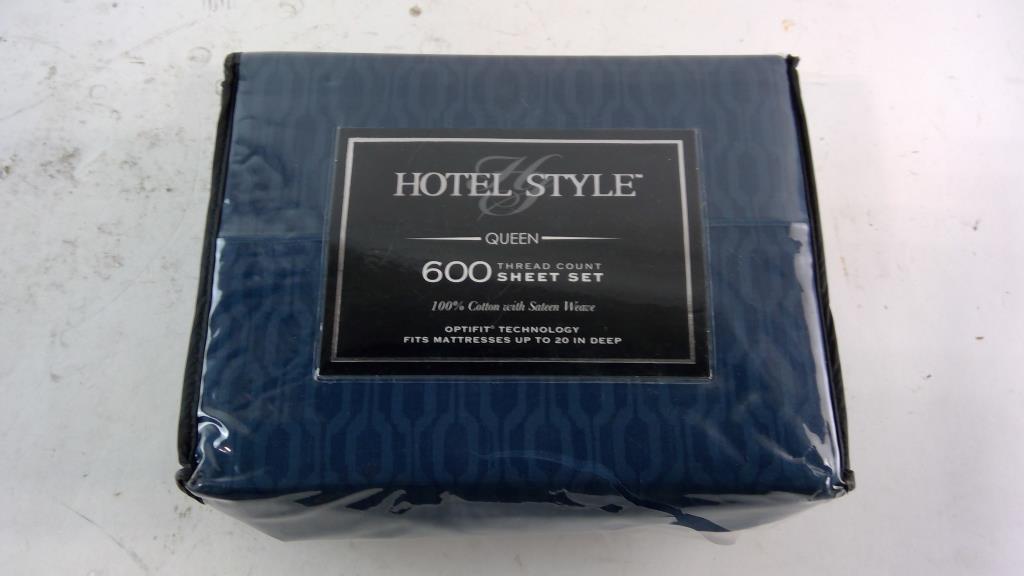 HS
HOTEL STYLE™
QUEEN
600 THREAD COUNT
SHEET SET
100% Cotton with Sateen Weave
OPTIFIT® TECHNOLOGY
FITS MATTRESSES UP TO 20 IN DEEP